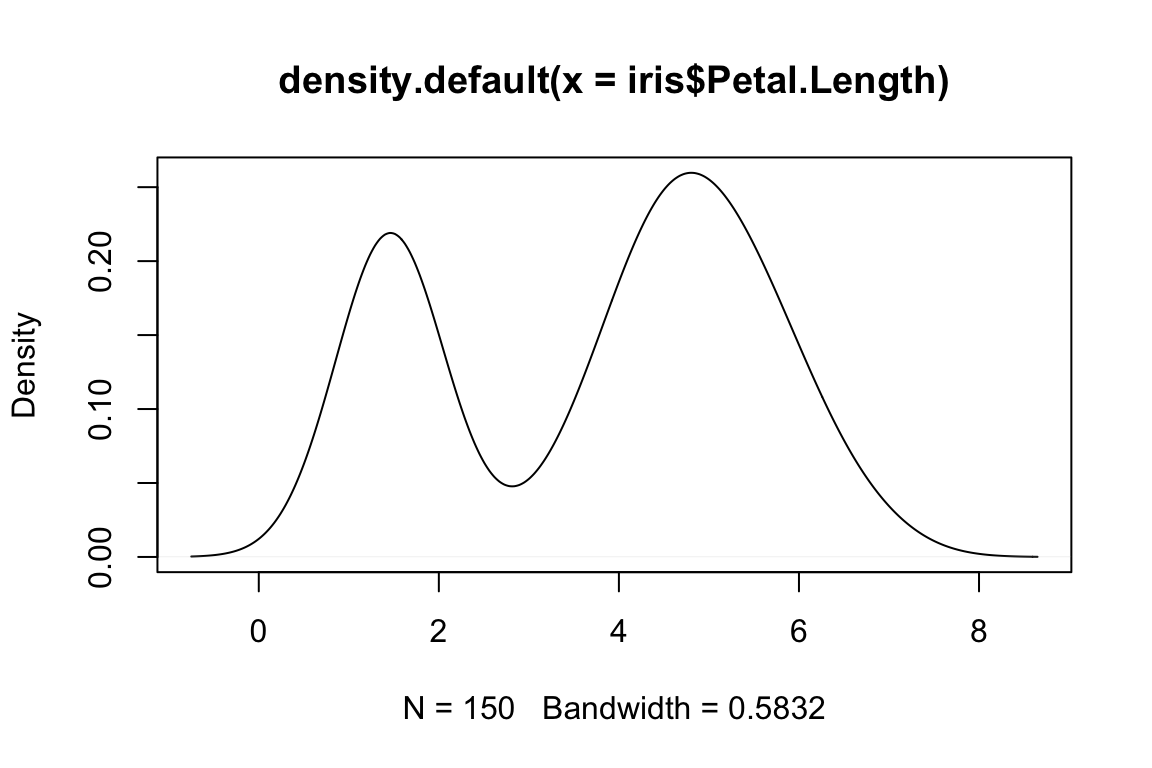 density.default(x = iris$Petal.Length)
Density
0.20
0.10
0.00
0 2 4 6 8
N = 150 Bandwidth = 0.5832